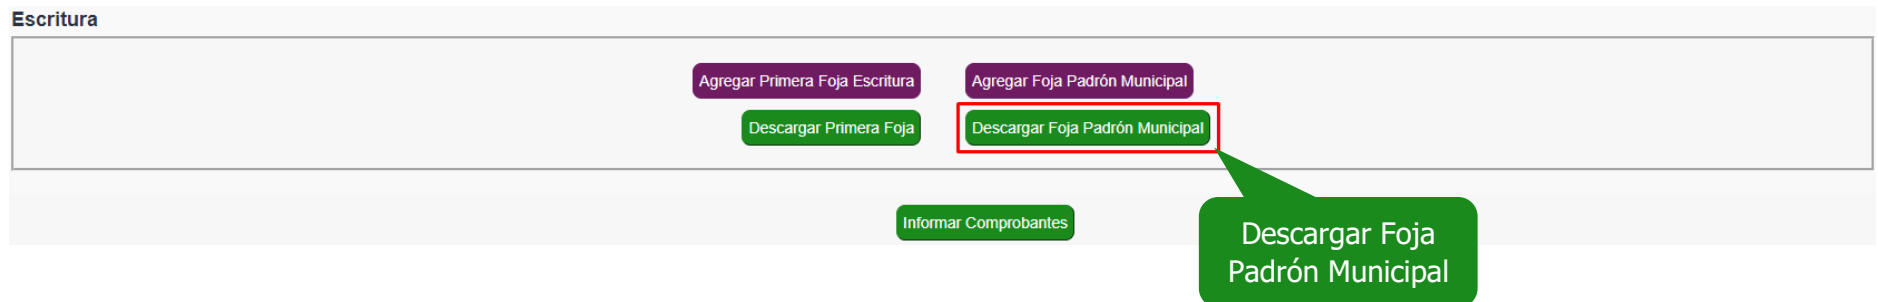 Escritura
Agregar Primera Foja Escritura
Agregar Foja Padrón Municipal
Descargar Primera Foja
Descargar Foja Padrón Municipal
Informar Comprobantes
Descargar Foja
Padrón Municipal